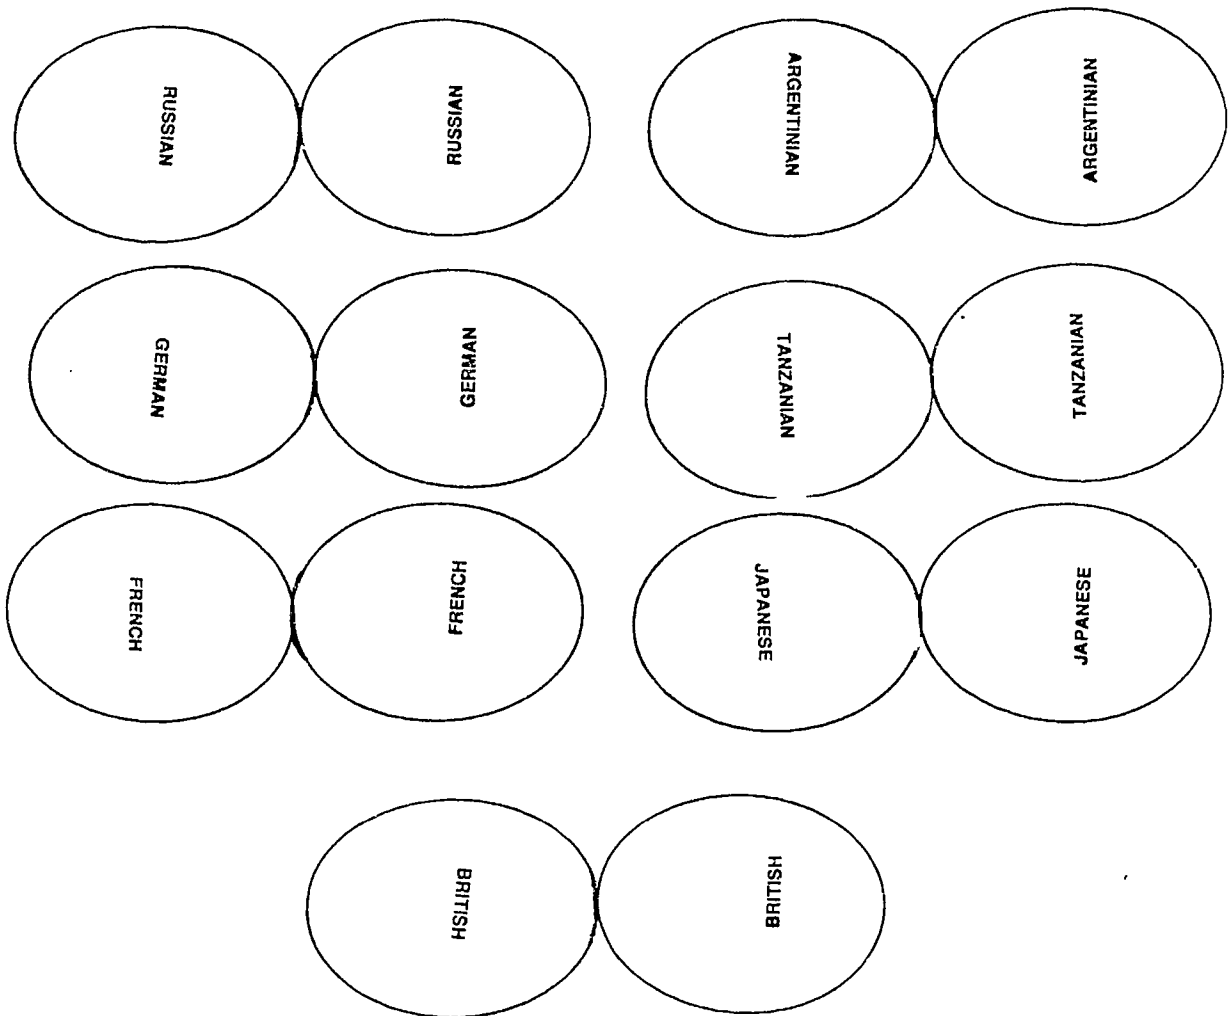 RUSSIAN
RUSSIAN
ARGENTINIAN
ARGENTINIAN
GERMAN
GERMAN
TANZANIAN
TANZANIAN
FRENCH
FRENCH
JAPANESE
JAPANESE
BRITISH
BRITISH